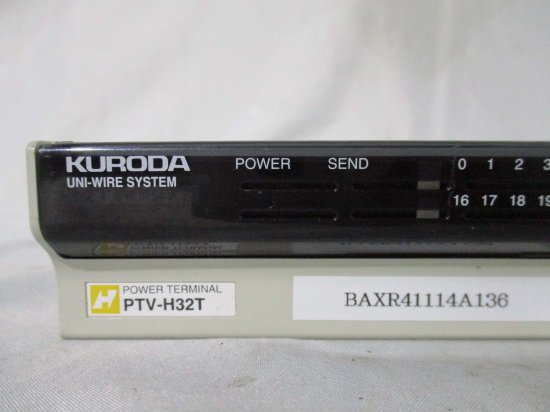 KURODA
UNI-WIRE SYSTEM
POWER SEND 0 1 2 3
16 17 18 19
H POWER TERMINAL
PTV-H32T
BAXR41114A136